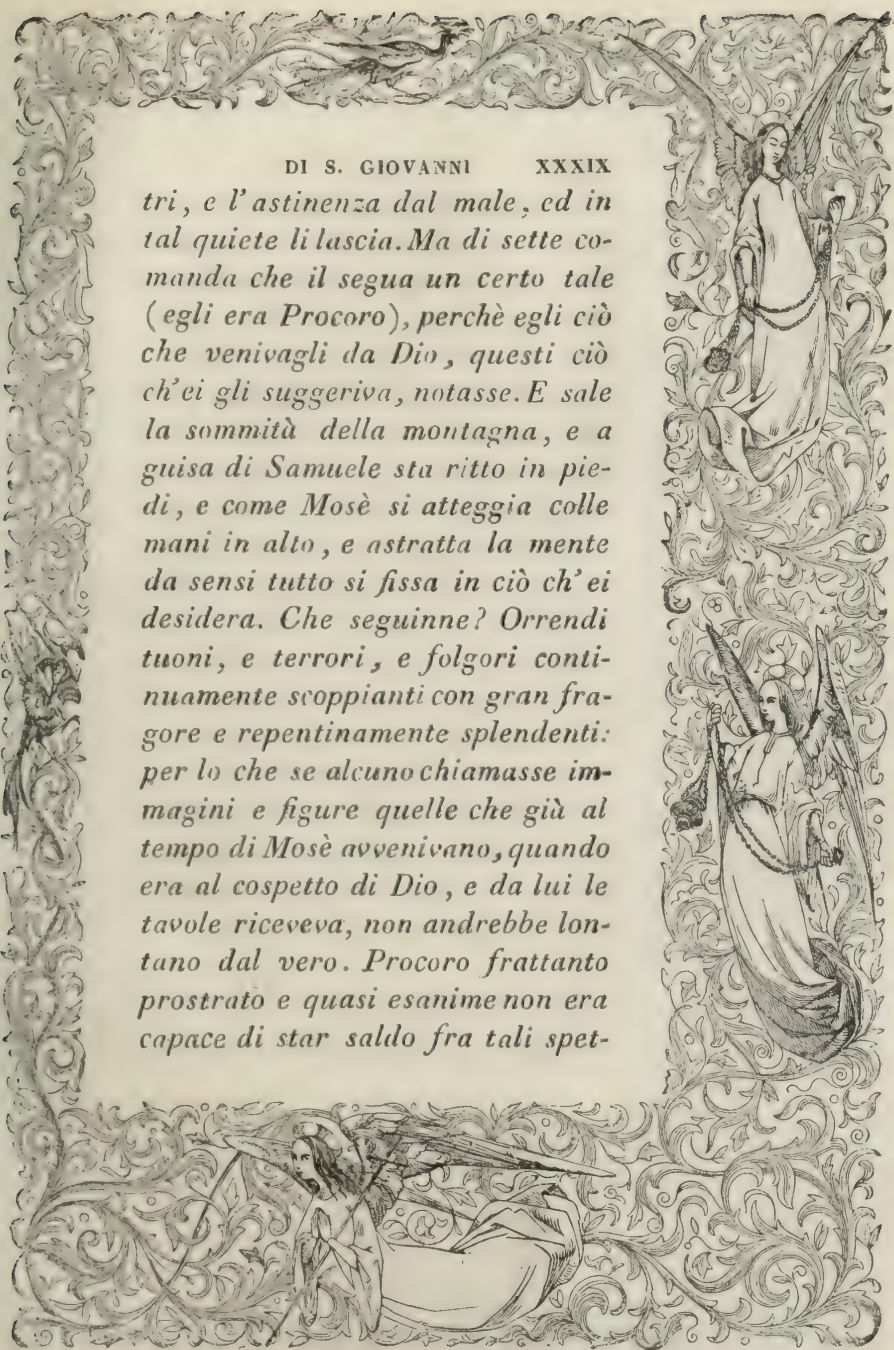 DI S. GIOVANNI XXXIX
tri, e l'astinenza dal male, ed in
tal quiete li lascia. Ma di sette co-
manda che il segua un certo tale
(egli era Procoro), perchè egli ciò
che venivagli da Dio, questi ciò
ch'ei gli suggeriva, notasse. E sale
la sommità della montagna, e a
guisa di Samuele sta ritto in pie-
di, e come Mosè si atteggia colle
mani in alto, e astratta la mente
da sensi tutto si fissa in ciò ch'ei
desidera. Che seguinne? Orrendi
tuoni, e terrori, e folgori conti-
nuamente scoppianti con gran fra-
gore e repentinamente splendenti:
per lo che se alcuno chiamasse im-
magini e figure quelle che già al
tempo di Mosè avvenivano, quando
era al cospetto di Dio, e da lui le
tavole riceveva, non andrebbe lon-
tano dal vero. Procoro frattanto
prostrato e quasi esanime non era
capace di star saldo fra tali spet-